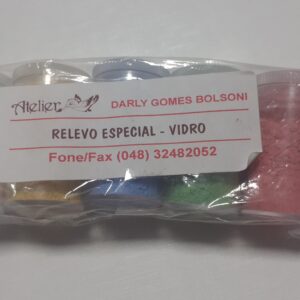 Atelier DARLY GOMES BOLSONI
RELEVO ESPECIAL - VIDRO
Fone/Fax (048) 32482052